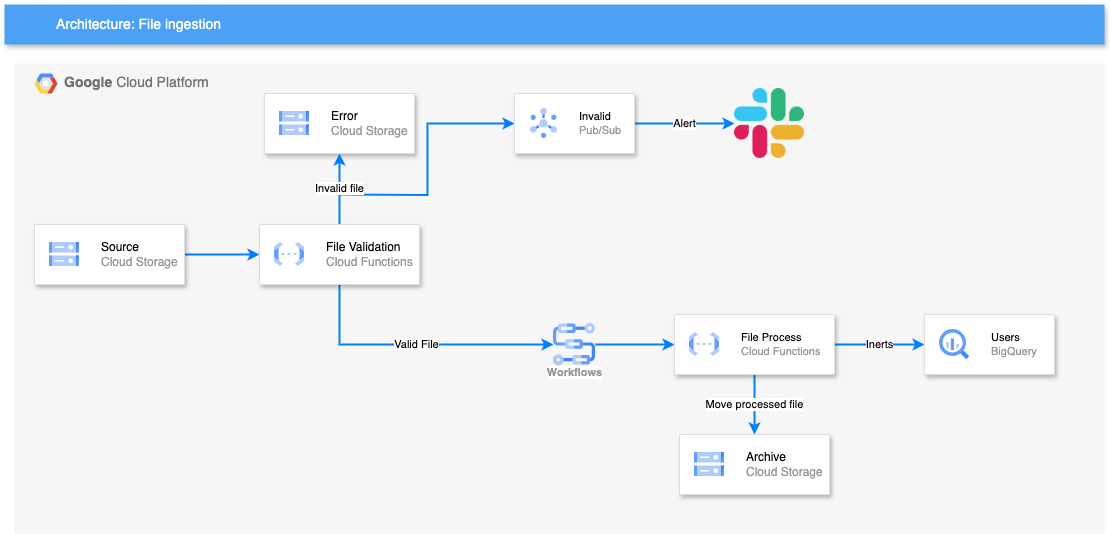 Architecture: File ingestion
Google Cloud Platform
Error
Cloud Storage
Invalid
Pub/Sub
Alert
Invalid file
Source
Cloud Storage
File Validation
Cloud Functions
Valid File
Workflows
File Process
Cloud Functions
Inerts
Users
BigQuery
Move processed file
Archive
Cloud Storage